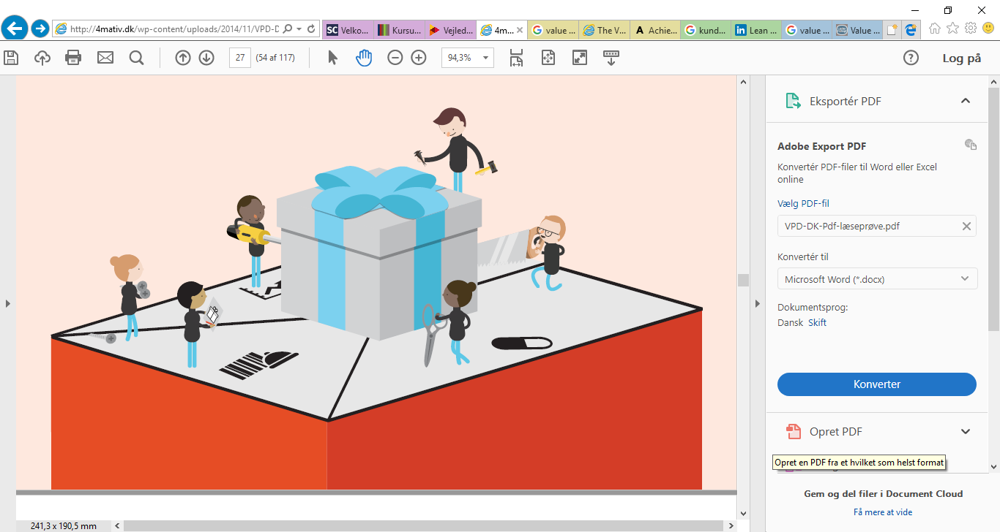 http://4mativ.dk/wp-content/uploads/2014/11/VPD-D
SC Velko...
Kursu...
Vejled...
4m...
G value ...
The V...
A Achie...
G kund...
in Lean ...
G value ...
Value ...
27 (54 af 117)
94,3%
Log på
Eksportér PDF
Adobe Export PDF
Konvertér PDF-filer til Word eller Excel
online
Vælg PDF-fil
VPD-DK-Pdf-læseprøve.pdf
Konvertér til
Microsoft Word (*.docx)
Dokumentsprog:
Dansk Skift
Konverter
Opret PDF
Opret en PDF fra et hvilket som helst format
Gem og del filer i Document Cloud
Få mere at vide
241,3 x 190,5 mm